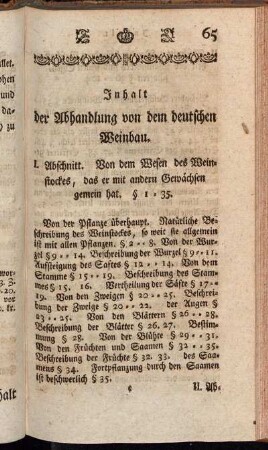 65
Inhalt
der Abhandlung von dem deutschen
Weinbau.
I. Abschnitt. Von dem Wesen des Wein-
stockes, das er mit andern Gewächsen
gemein hat. § 1-35.
Von der Pflanze überhaupt. Natürliche Be-
schreibung des Weinstockes, so weit sie allgemein
ist mit allen Pflanzen. § 2--8. Von der Wur-
zel § 9--14. Beschreibung der Wurzel § 9--11.
Aufsteigung des Saftes § 12--14. Von dem
Stamme § 15--19. Beschreibung des Stam-
mes § 15. 16. Vertheilung der Säfte § 17--
19. Von den Zweigen § 20--25. Beschrei-
bung der Zweige § 20--22. der Augen §
23--25. Von den Blättern § 26--28.
Beschreibung der Blätter § 26. 27. Bestim-
mung § 28. Von der Blühte § 29--31.
Von den Früchten und Saamen § 32--35.
Beschreibung der Früchte § 32. 33. des Saa-
mens § 34. Fortpflanzung durch den Saamen
ist beschwerlich § 35.
e
II. Ab-